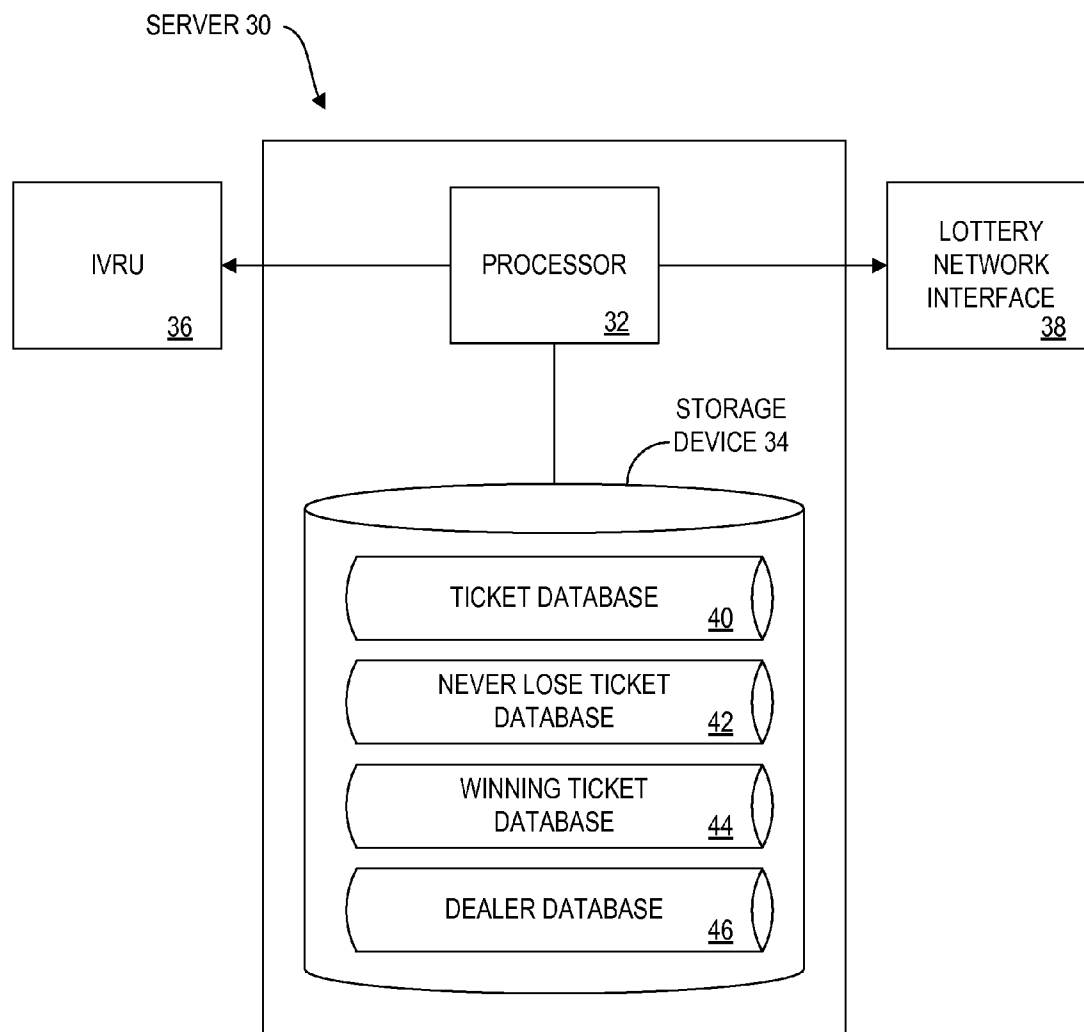 SERVER 30
IVRU
36
PROCESSOR
32
LOTTERY
NETWORK
INTERFACE
38
STORAGE
DEVICE 34
TICKET DATABASE
40
NEVER LOSE TICKET
DATABASE
42
WINNING TICKET
DATABASE
44
DEALER DATABASE
46